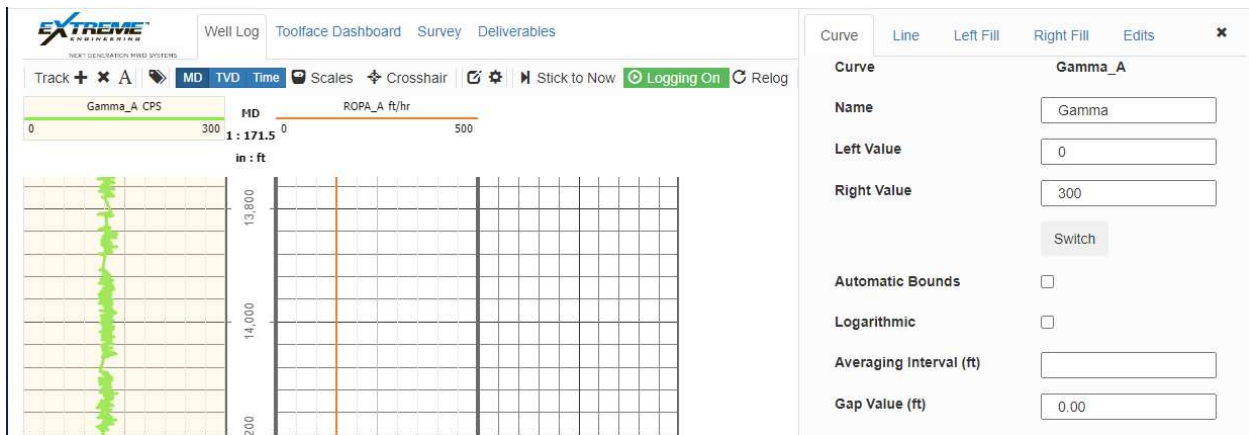 EXTREME
ENGINEERING
NEXT GENERATION MWD SYSTEMS
Well Log Toolface Dashboard Survey Deliverables
Track A MD TVD Time Scales Crosshair Stick to Now Logging On Relog
Gamma_A CPS
0 300
MD
1 : 171.5
in : ft
ROPA_A ft/hr
0 500
13,800
14,000
200
Curve Line Left Fill Right Fill Edits
Curve Gamma_A
Name Gamma
Left Value 0
Right Value 300
Switch
Automatic Bounds
Logarithmic
Averaging Interval (ft)
Gap Value (ft) 0.00